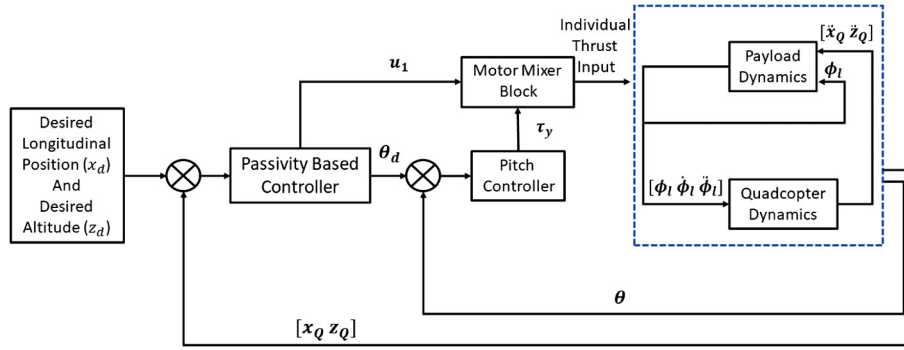 Desired
Longitudinal
Position (x_d)
And
Desired
Altitude (z_d)
Passivity Based
Controller
u₁
θ_d
Motor Mixer
Block
τ_y
Pitch
Controller
Individual
Thrust
Input
Payload
Dynamics
[ẍ_Q z̈_Q]
ϕ_l
[ϕ_l ϕ̇_l ϕ̈_l]
Quadcopter
Dynamics
θ
[x_Q z_Q]